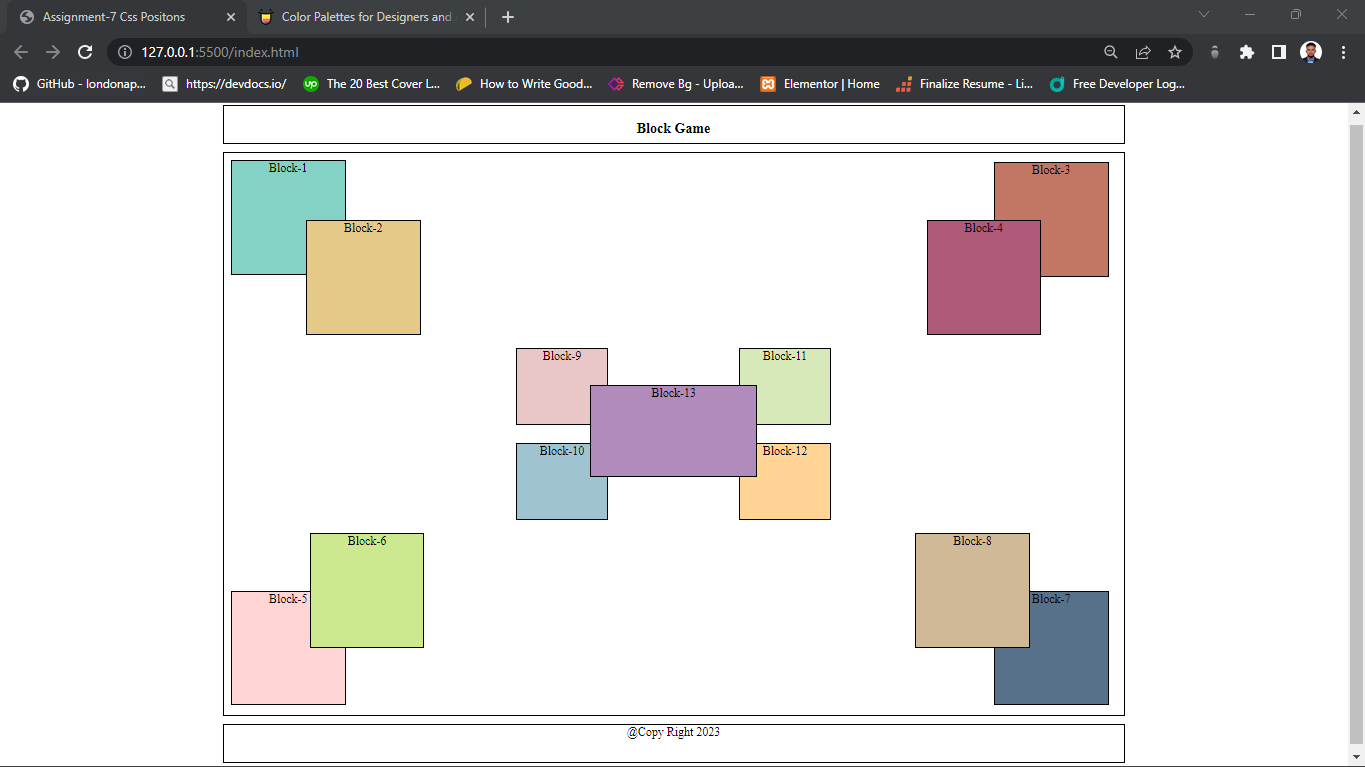 Assignment-7 Css Positons
Color Palettes for Designers and
127.0.0.1:5500/index.html
GitHub - londonap...
https://devdocs.io/
up
The 20 Best Cover L...
How to Write Good...
Remove Bg - Uploa...
Elementor | Home
Finalize Resume - Li...
Free Developer Log...
Block Game
Block-1
Block-3
Block-2
Block-4
Block-9
Block-11
Block-13
Block-10
Block-12
Block-6
Block-8
Block-5
Block-7
@Copy Right 2023